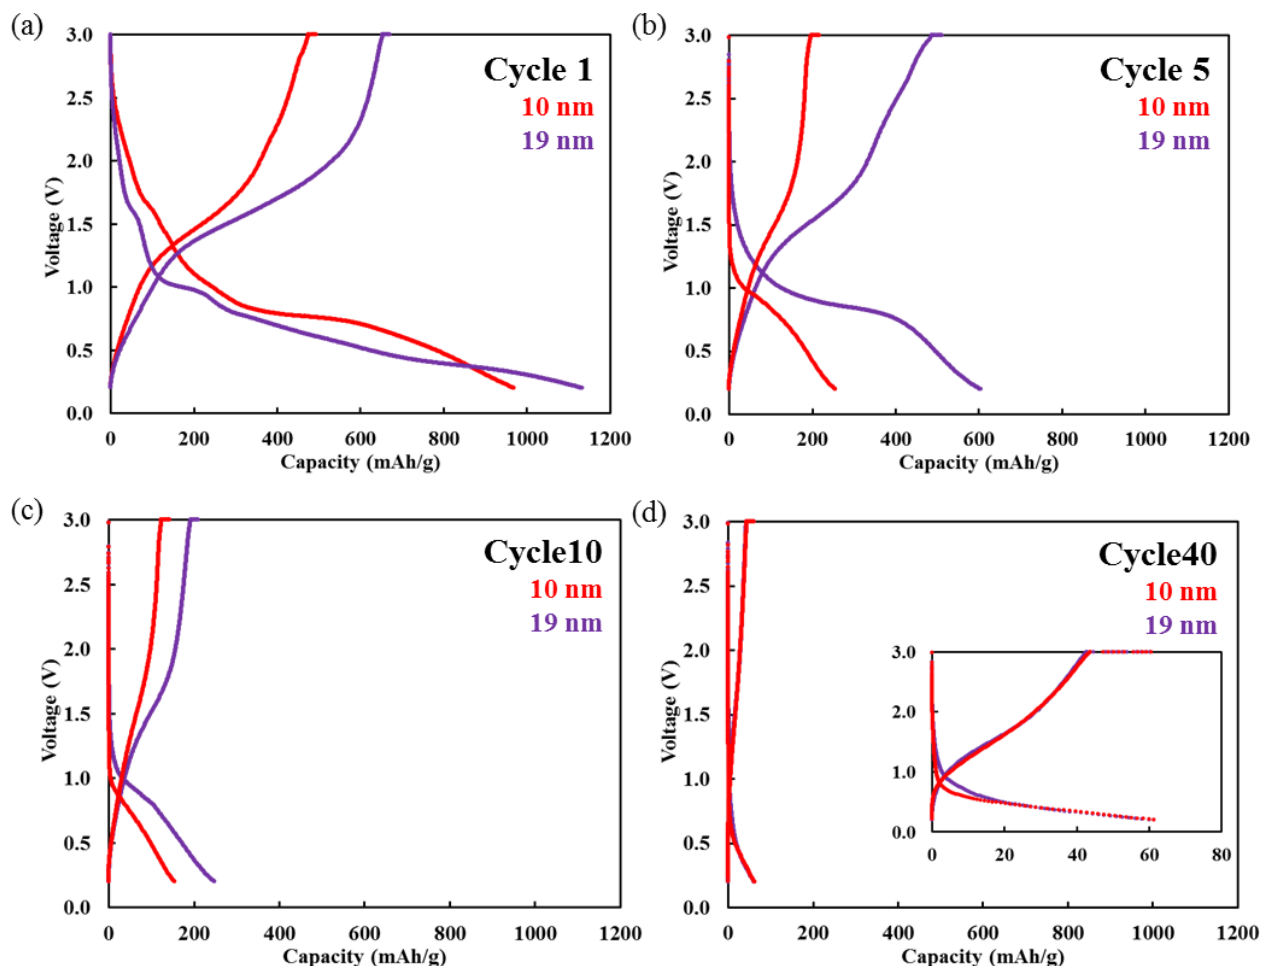 (a)
Cycle 1
10 nm
19 nm
Voltage (V)
3.0
2.5
2.0
1.5
1.0
0.5
0.0
0 200 400 600 800 1000 1200
Capacity (mAh/g)
(b)
Cycle 5
10 nm
19 nm
Voltage (V)
3.0
2.5
2.0
1.5
1.0
0.5
0.0
0 200 400 600 800 1000 1200
Capacity (mAh/g)
(c)
Cycle10
10 nm
19 nm
Voltage (V)
3.0
2.5
2.0
1.5
1.0
0.5
0.0
0 200 400 600 800 1000 1200
Capacity (mAh/g)
(d)
Cycle40
10 nm
19 nm
Voltage (V)
3.0
2.5
2.0
1.5
1.0
0.5
0.0
3.0
2.0
1.0
0.0
0 20 40 60 80
0 200 400 600 800 1000 1200
Capacity (mAh/g)